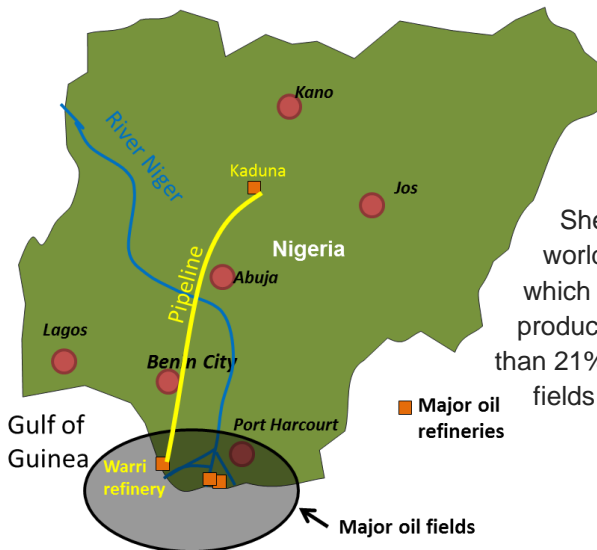 Kano
River Niger
Kaduna
Jos
Nigeria
Pipeline
Abuja
Lagos
Benin City
Gulf of
Guinea
Port Harcourt
Warri
refinery
Major oil
refineries
Major oil fields
world
which
produc
than 21%
fields